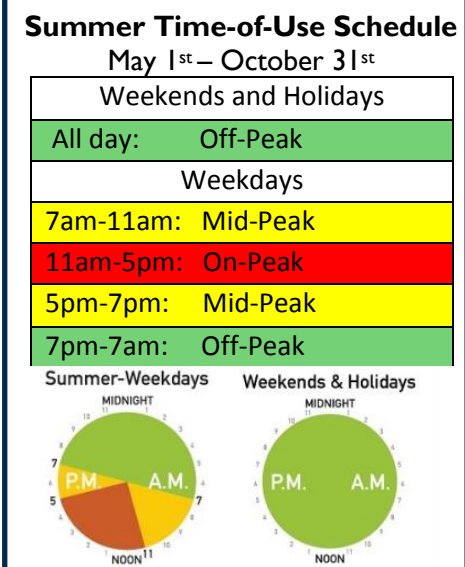 Summer Time-of-Use Schedule
May 1st – October 31st
Weekends and Holidays
All day: Off-Peak
Weekdays
7am-11am: Mid-Peak
11am-5pm: On-Peak
5pm-7pm: Mid-Peak
7pm-7am: Off-Peak
Summer-Weekdays
MIDNIGHT
7
P.M. A.M.
5 7
NOON 11
Weekends & Holidays
MIDNIGHT
P.M. A.M.
NOON